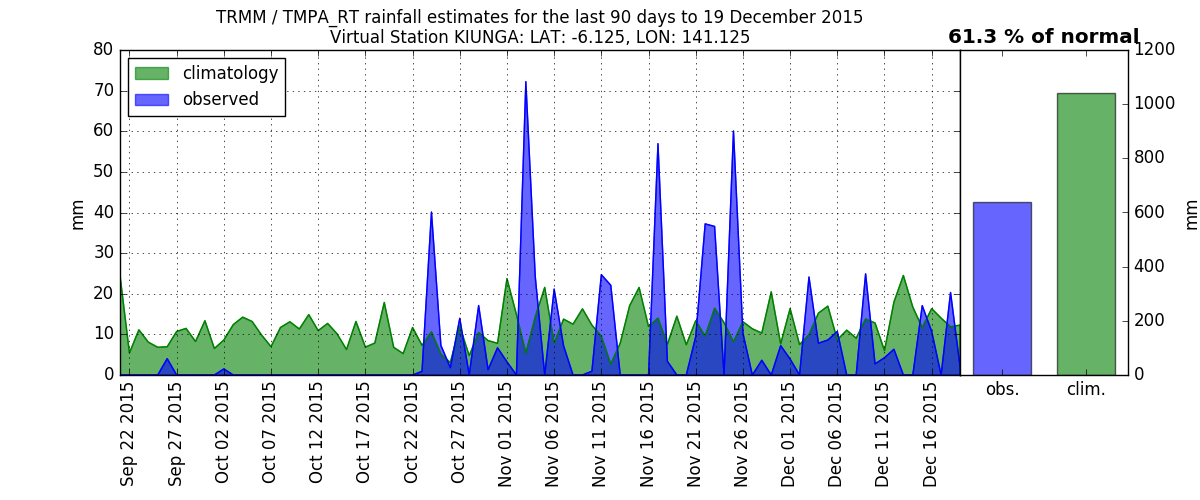 TRMM / TMPA_RT rainfall estimates for the last 90 days to 19 December 2015
Virtual Station KIUNGA: LAT: -6.125, LON: 141.125
61.3 % of normal
climatology
observed
mm
80
70
60
50
40
30
20
10
0
1200
1000
800
600
400
200
0
mm
Sep 22 2015
Sep 27 2015
Oct 02 2015
Oct 07 2015
Oct 12 2015
Oct 17 2015
Oct 22 2015
Oct 27 2015
Nov 01 2015
Nov 06 2015
Nov 11 2015
Nov 16 2015
Nov 21 2015
Nov 26 2015
Dec 01 2015
Dec 06 2015
Dec 11 2015
Dec 16 2015
obs.
clim.